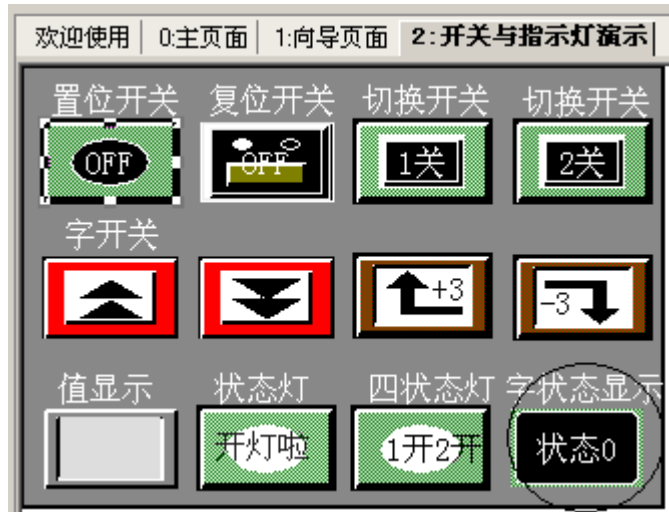 欢迎使用 0:主页面 1:向导页面 2:开关与指示灯演示
置位开关 复位开关 切换开关 切换开关
OFF OFF 1关 2关
字开关
+3 -3
值显示 状态灯 四状态灯 字状态显示
开灯啦 1开2开 状态0